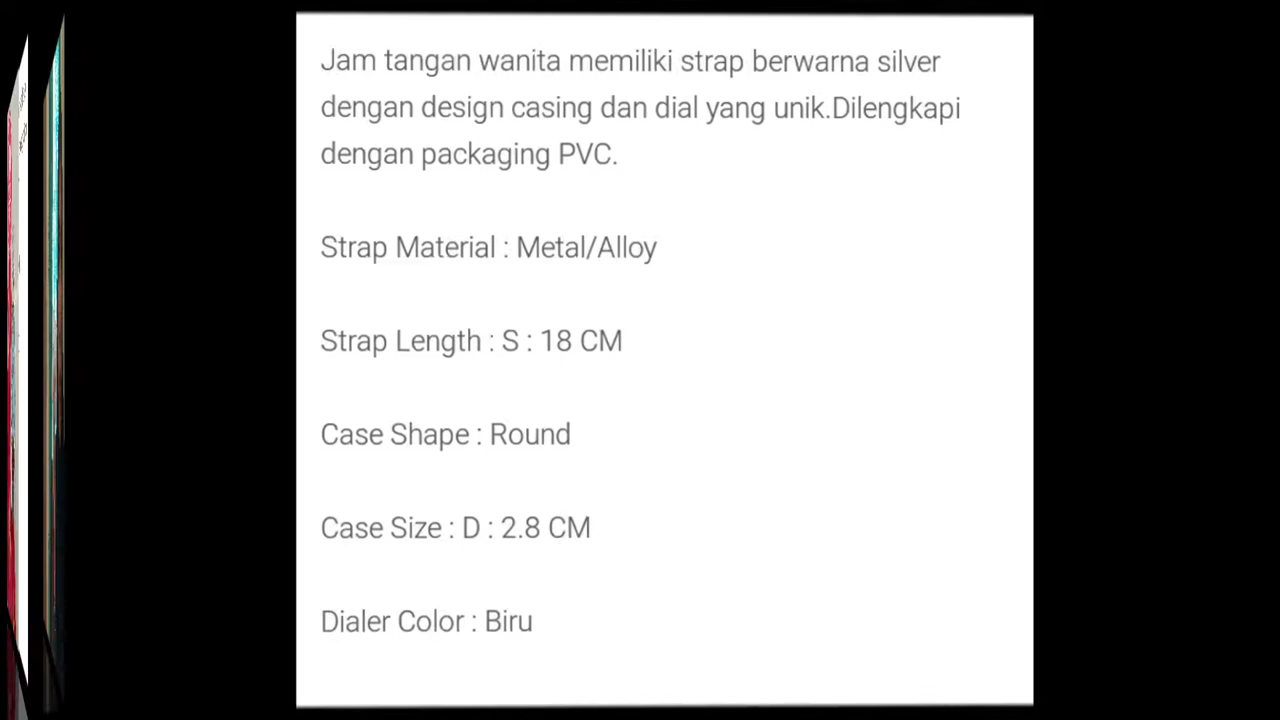 Jam tangan wanita memiliki strap berwarna silver
dengan design casing dan dial yang unik.Dilengkapi
dengan packaging PVC.
Strap Material : Metal/Alloy
Strap Length : S : 18 CM
Case Shape : Round
Case Size : D : 2.8 CM
Dialer Color : Biru